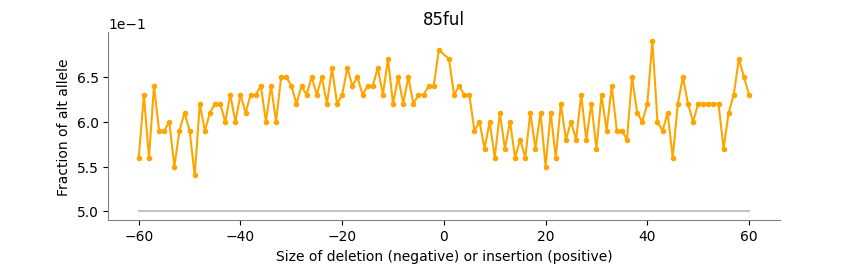 85ful
1e−1
Fraction of alt allele
6.5
6.0
5.5
5.0
−60 −40 −20 0 20 40 60
Size of deletion (negative) or insertion (positive)